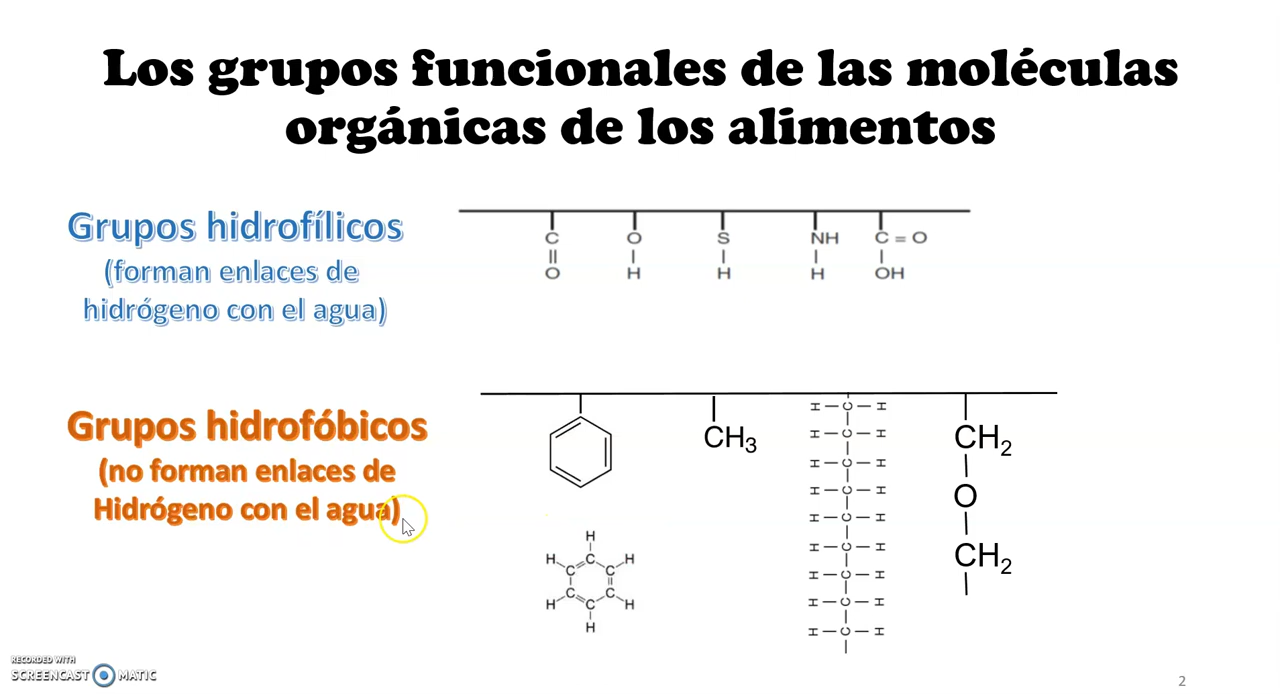 Los grupos funcionales de las moléculas
orgánicas de los alimentos
Grupos hidrofílicos
(forman enlaces de
hidrógeno con el agua)
C O S NH C = O
O H H H OH
Grupos hidrofóbicos
(no forman enlaces de
Hidrógeno con el agua)
CH3
CH2
O
CH2
H
H C H
C C
C C
H C H
H
H — C — H
H — C — H
H — C — H
H — C — H
H — C — H
H — C — H
H — C — H
H — C — H
H — C — H
RECORDED WITH
SCREENCAST MATIC
2